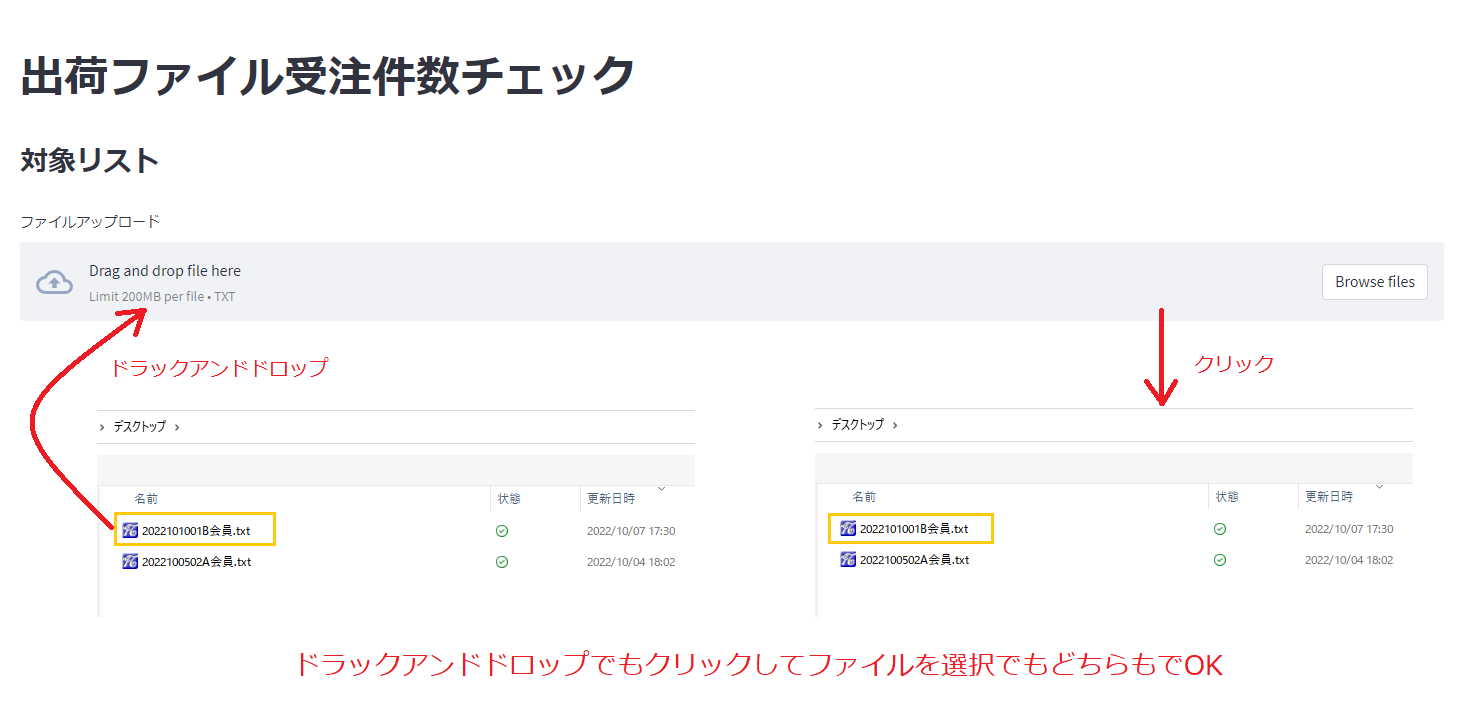 出荷ファイル受注件数チェック
対象リスト
ファイルアップロード
Drag and drop file here
Limit 200MB per file • TXT
Browse files
ドラックアンドドロップ
クリック
› デスクトップ ›
名前 状態 更新日時
2022101001B会員.txt 2022/10/07 17:30
2022100502A会員.txt 2022/10/04 18:02
› デスクトップ ›
名前 状態 更新日時
2022101001B会員.txt 2022/10/07 17:30
2022100502A会員.txt 2022/10/04 18:02
ドラックアンドドロップでもクリックしてファイルを選択でもどちらもでOK